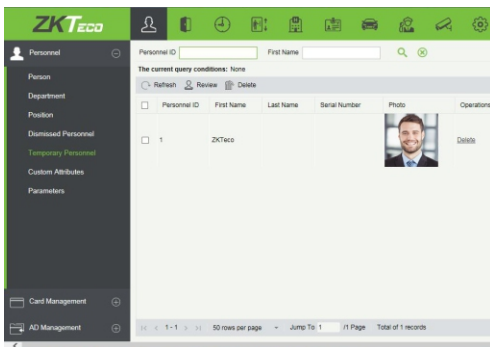 ZKTECO
Personnel
Person
Department
Position
Dismissed Personnel
Temporary Personnel
Custom Attributes
Parameters
Card Management
AD Management
Personnel ID First Name
The current query conditions: None
Refresh Review Delete
Personnel ID First Name Last Name Serial Number Photo Operations
1 ZKTeco Delete
1 - 1 50 rows per page Jump To 1 /1 Page Total of 1 records